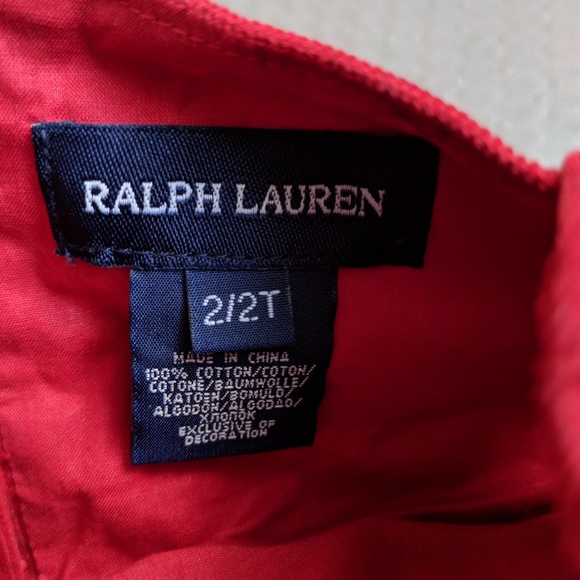 RALPH LAUREN
2/2T
MADE IN CHINA
100% COTTON/COTON/
COTONE/BAUMWOLLE/
KATOEN/BOMULD/
ALGODÓN/ALGODAO/
ХЛОПОК
EXCLUSIVE OF
DECORATION